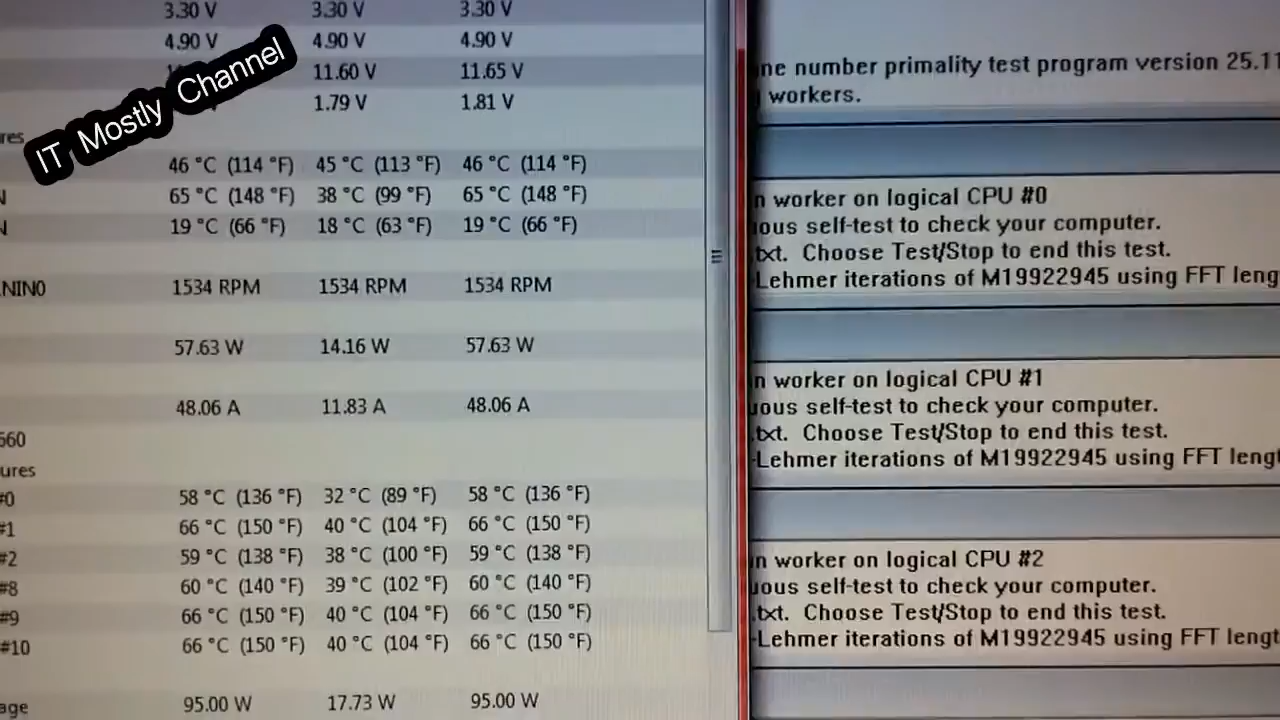 3.30 V 3.30 V 3.30 V
4.90 V 4.90 V 4.90 V
11.60 V 11.65 V
1.79 V 1.81 V
IT Mostly Channel
res
46 °C (114 °F) 45 °C (113 °F) 46 °C (114 °F)
65 °C (148 °F) 38 °C (99 °F) 65 °C (148 °F)
19 °C (66 °F) 18 °C (63 °F) 19 °C (66 °F)
NIN0 1534 RPM 1534 RPM 1534 RPM
57.63 W 14.16 W 57.63 W
48.06 A 11.83 A 48.06 A
560
ures
#0 58 °C (136 °F) 32 °C (89 °F) 58 °C (136 °F)
#1 66 °C (150 °F) 40 °C (104 °F) 66 °C (150 °F)
#2 59 °C (138 °F) 38 °C (100 °F) 59 °C (138 °F)
#8 60 °C (140 °F) 39 °C (102 °F) 60 °C (140 °F)
#9 66 °C (150 °F) 40 °C (104 °F) 66 °C (150 °F)
#10 66 °C (150 °F) 40 °C (104 °F) 66 °C (150 °F)
age 95.00 W 17.73 W 95.00 W
ne number primality test program version 25.11
workers.
n worker on logical CPU #0
ous self-test to check your computer.
.txt. Choose Test/Stop to end this test.
-Lehmer iterations of M19922945 using FFT leng
n worker on logical CPU #1
uous self-test to check your computer.
.txt. Choose Test/Stop to end this test.
-Lehmer iterations of M19922945 using FFT lengt
n worker on logical CPU #2
uous self-test to check your computer.
.txt. Choose Test/Stop to end this test.
-Lehmer iterations of M19922945 using FFT lengt